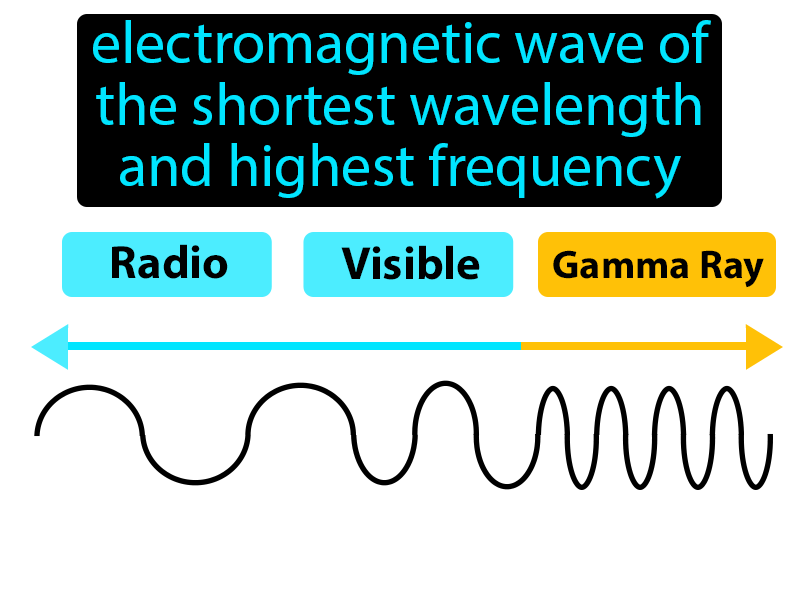 electromagnetic wave of
the shortest wavelength
and highest frequency
Radio
Visible
Gamma Ray